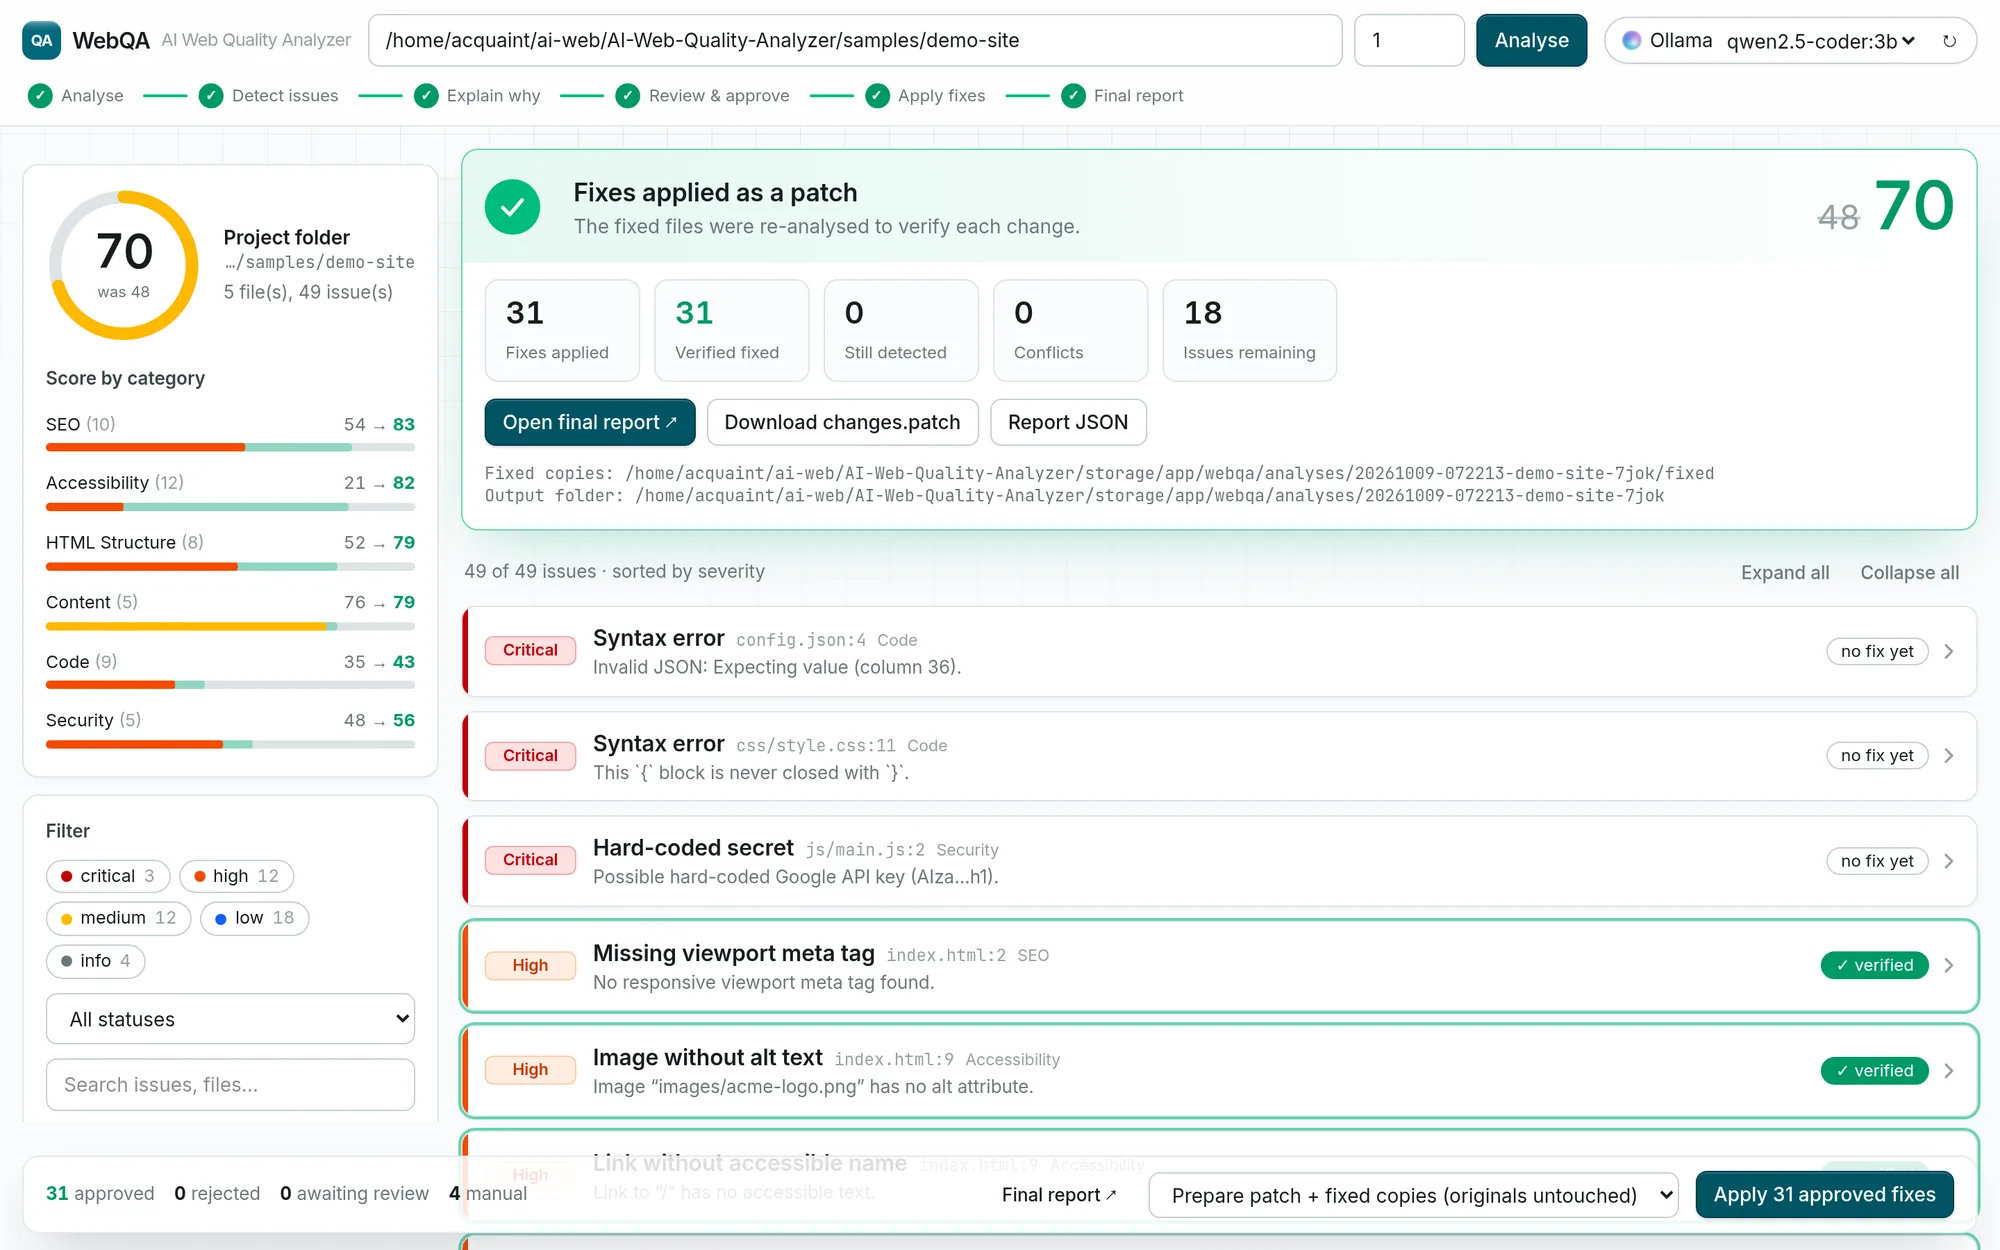 QA WebQA AI Web Quality Analyzer /home/acquaint/ai-web/AI-Web-Quality-Analyzer/samples/demo-site 1 Analyse Ollama qwen2.5-coder:3b ↻
✓ Analyse ✓ Detect issues ✓ Explain why ✓ Review & approve ✓ Apply fixes ✓ Final report
70
was 48
Project folder
…/samples/demo-site
5 file(s), 49 issue(s)
Score by category
SEO (10) 54 → 83
Accessibility (12) 21 → 82
HTML Structure (8) 52 → 79
Content (5) 76 → 79
Code (9) 35 → 43
Security (5) 48 → 56
Filter
critical 3 high 12
medium 12 low 18
info 4
All statuses
Search issues, files...
Fixes applied as a patch
The fixed files were re-analysed to verify each change.
48 70
31 Fixes applied
31 Verified fixed
0 Still detected
0 Conflicts
18 Issues remaining
Open final report ↗ Download changes.patch Report JSON
Fixed copies: /home/acquaint/ai-web/AI-Web-Quality-Analyzer/storage/app/webqa/analyses/20261009-072213-demo-site-7jok/fixed
Output folder: /home/acquaint/ai-web/AI-Web-Quality-Analyzer/storage/app/webqa/analyses/20261009-072213-demo-site-7jok
49 of 49 issues · sorted by severity Expand all Collapse all
Critical Syntax error config.json:4 Code no fix yet
Invalid JSON: Expecting value (column 36).
Critical Syntax error css/style.css:11 Code no fix yet
This `{` block is never closed with `}`.
Critical Hard-coded secret js/main.js:2 Security no fix yet
Possible hard-coded Google API key (AIza…h1).
High Missing viewport meta tag index.html:2 SEO ✓ verified
No responsive viewport meta tag found.
High Image without alt text index.html:9 Accessibility ✓ verified
Image “images/acme-logo.png” has no alt attribute.
High Link without accessible name index.html:9 Accessibility
Link to “/” has no accessible text.
31 approved 0 rejected 0 awaiting review 4 manual Final report ↗ Prepare patch + fixed copies (originals untouched) Apply 31 approved fixes